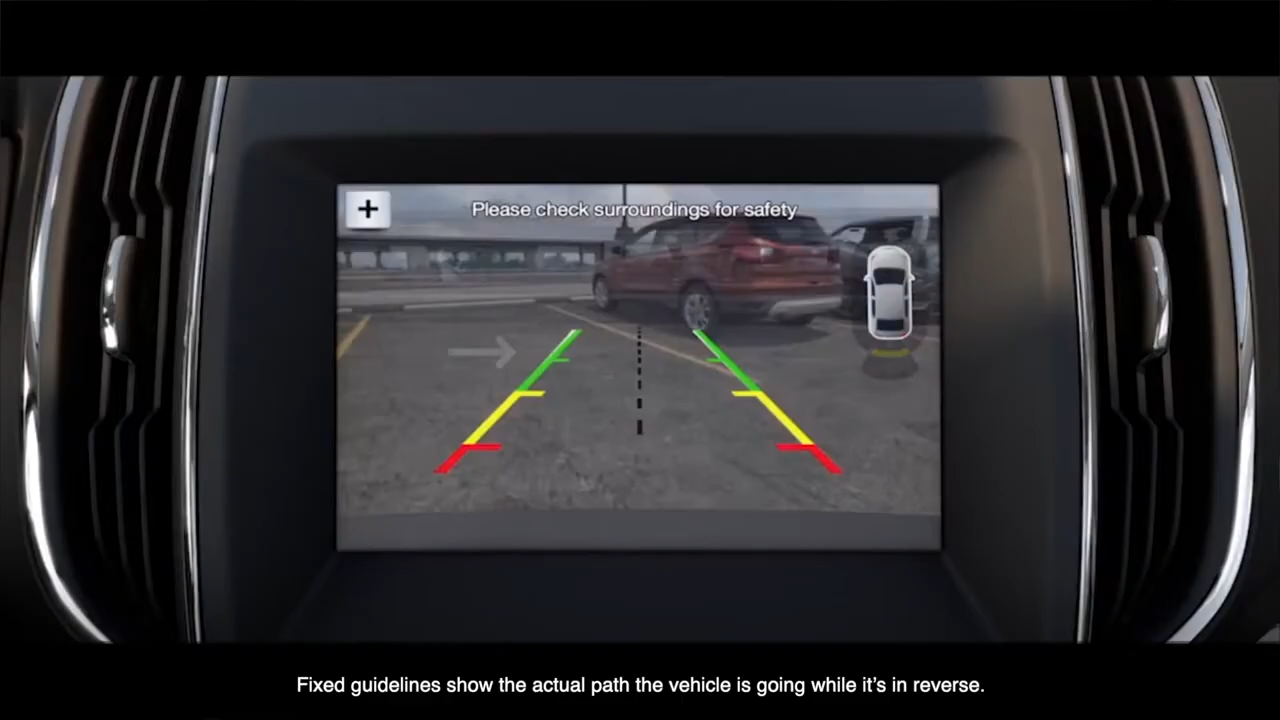 +
Please check surroundings for safety
Fixed guidelines show the actual path the vehicle is going while it's in reverse.